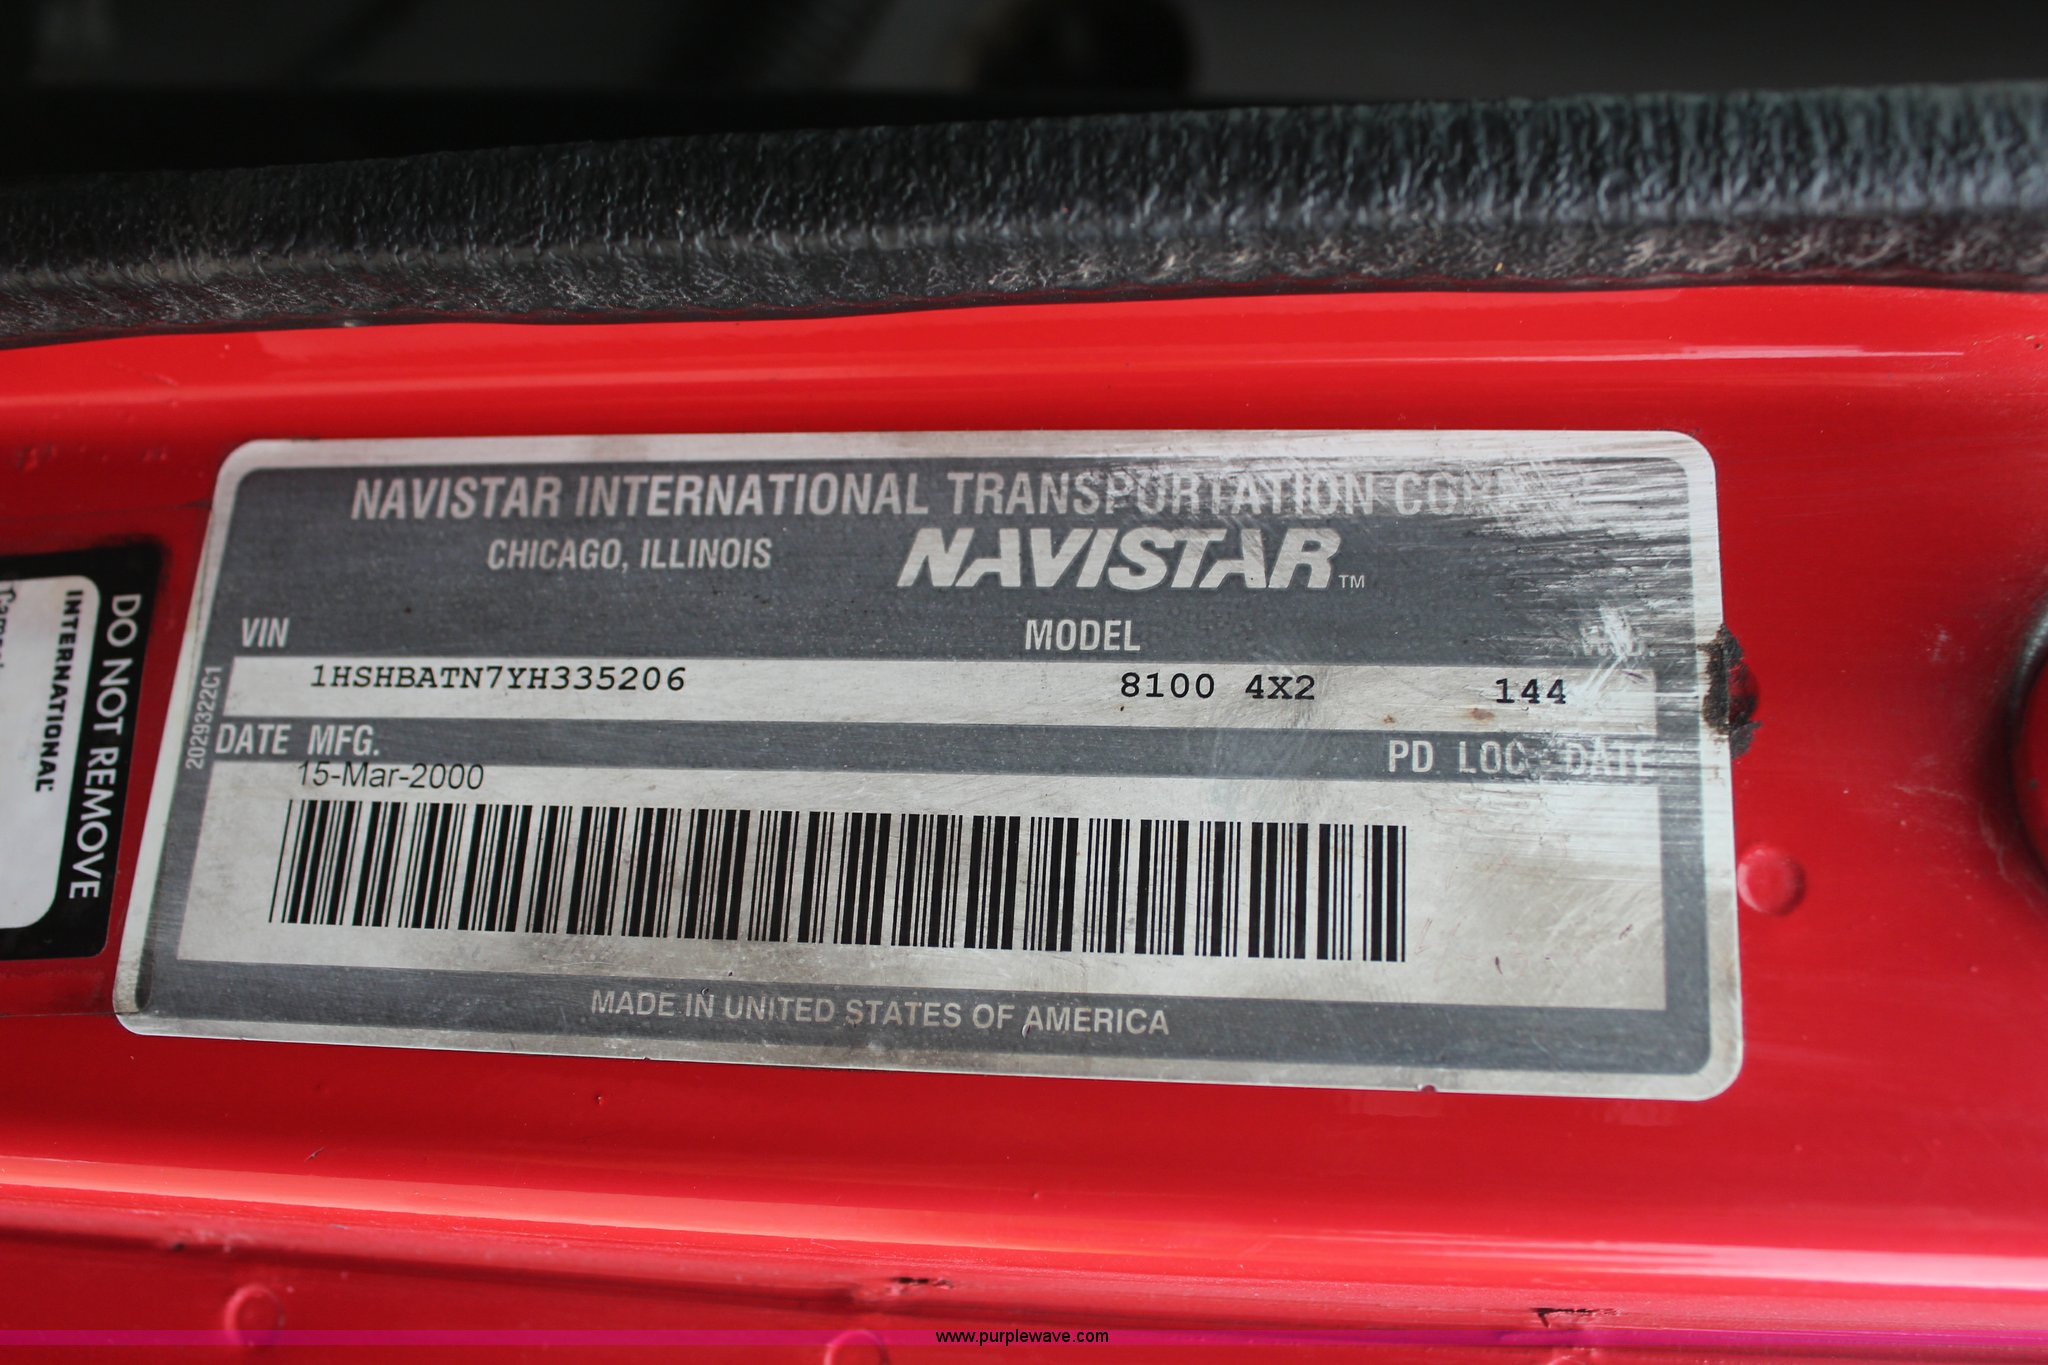 NAVISTAR INTERNATIONAL TRANSPORTATION
CHICAGO, ILLINOIS
NAVISTAR™
VIN MODEL W.B.
1HSHBATN7YH335206 8100 4X2 144
DATE MFG. PD LOC DATE
15-Mar-2000
2029322C1
MADE IN UNITED STATES OF AMERICA
DO NOT REMOVE
INTERNATIONAL
www.purplewave.com